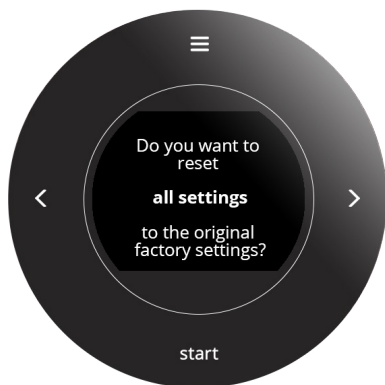 Do you want to
reset
all settings
to the original
factory settings?
start